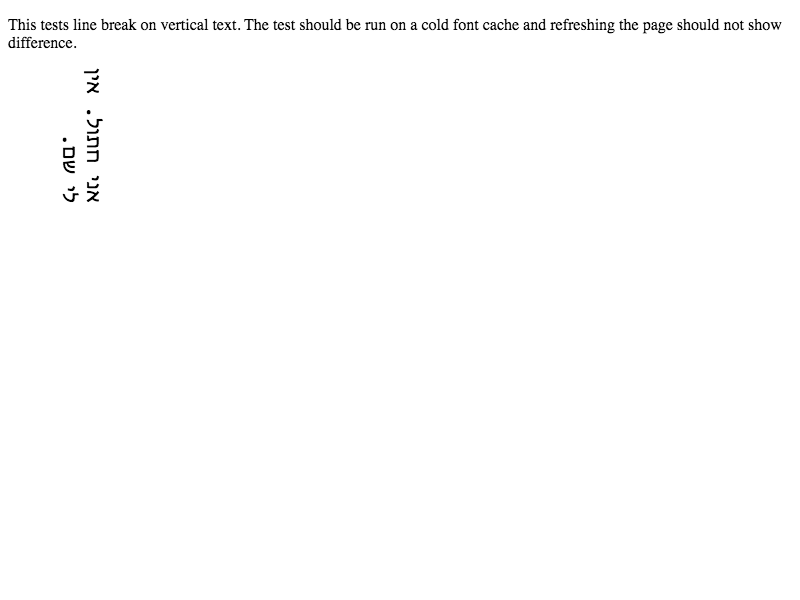 This tests line break on vertical text. The test should be run on a cold font cache and refreshing the page should not show
difference.
אני חתול. אין
לי שם.